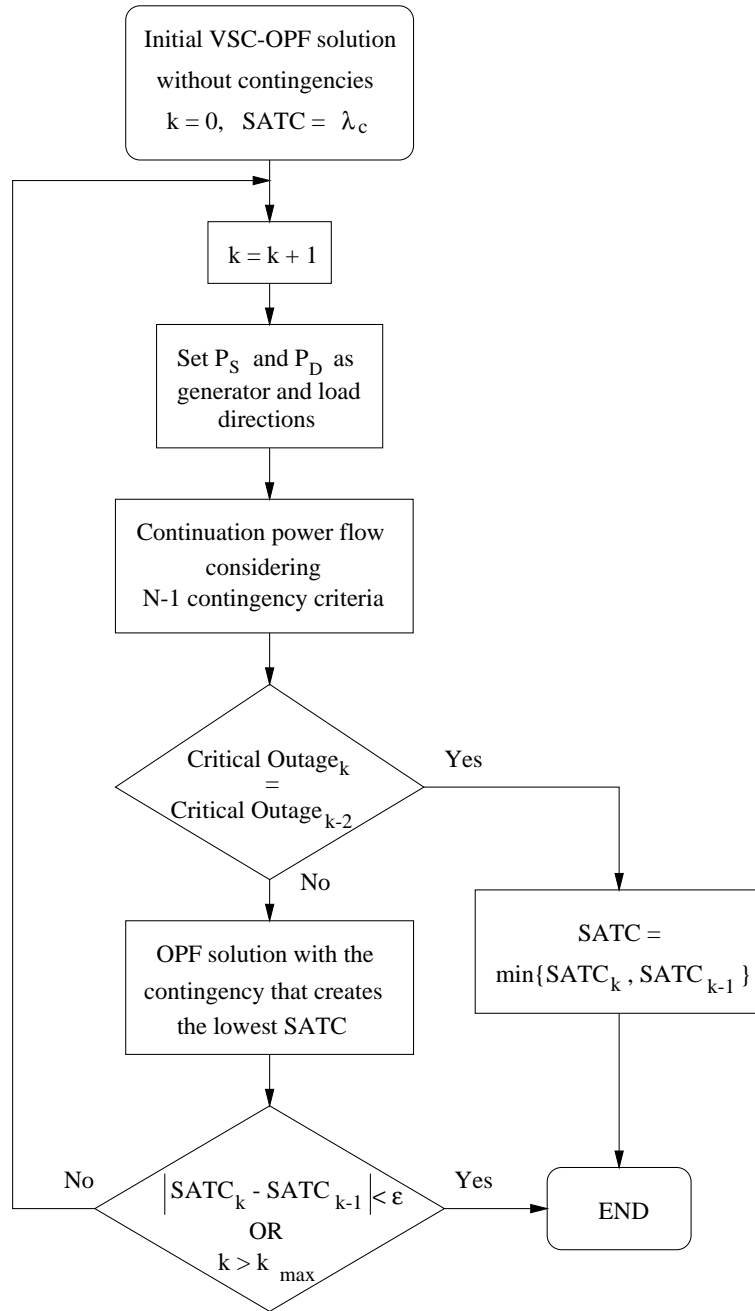 Initial VSC-OPF solution
without contingencies
k = 0, SATC = λc
k = k + 1
Set PS and PD as
generator and load
directions
Continuation power flow
considering
N-1 contingency criteria
Critical Outagek
=
Critical Outagek-2
Yes
No
OPF solution with the
contingency that creates
the lowest SATC
SATC =
min{SATCk , SATCk-1 }
No
|SATCk - SATCk-1| < ε
OR
k > kmax
Yes
END